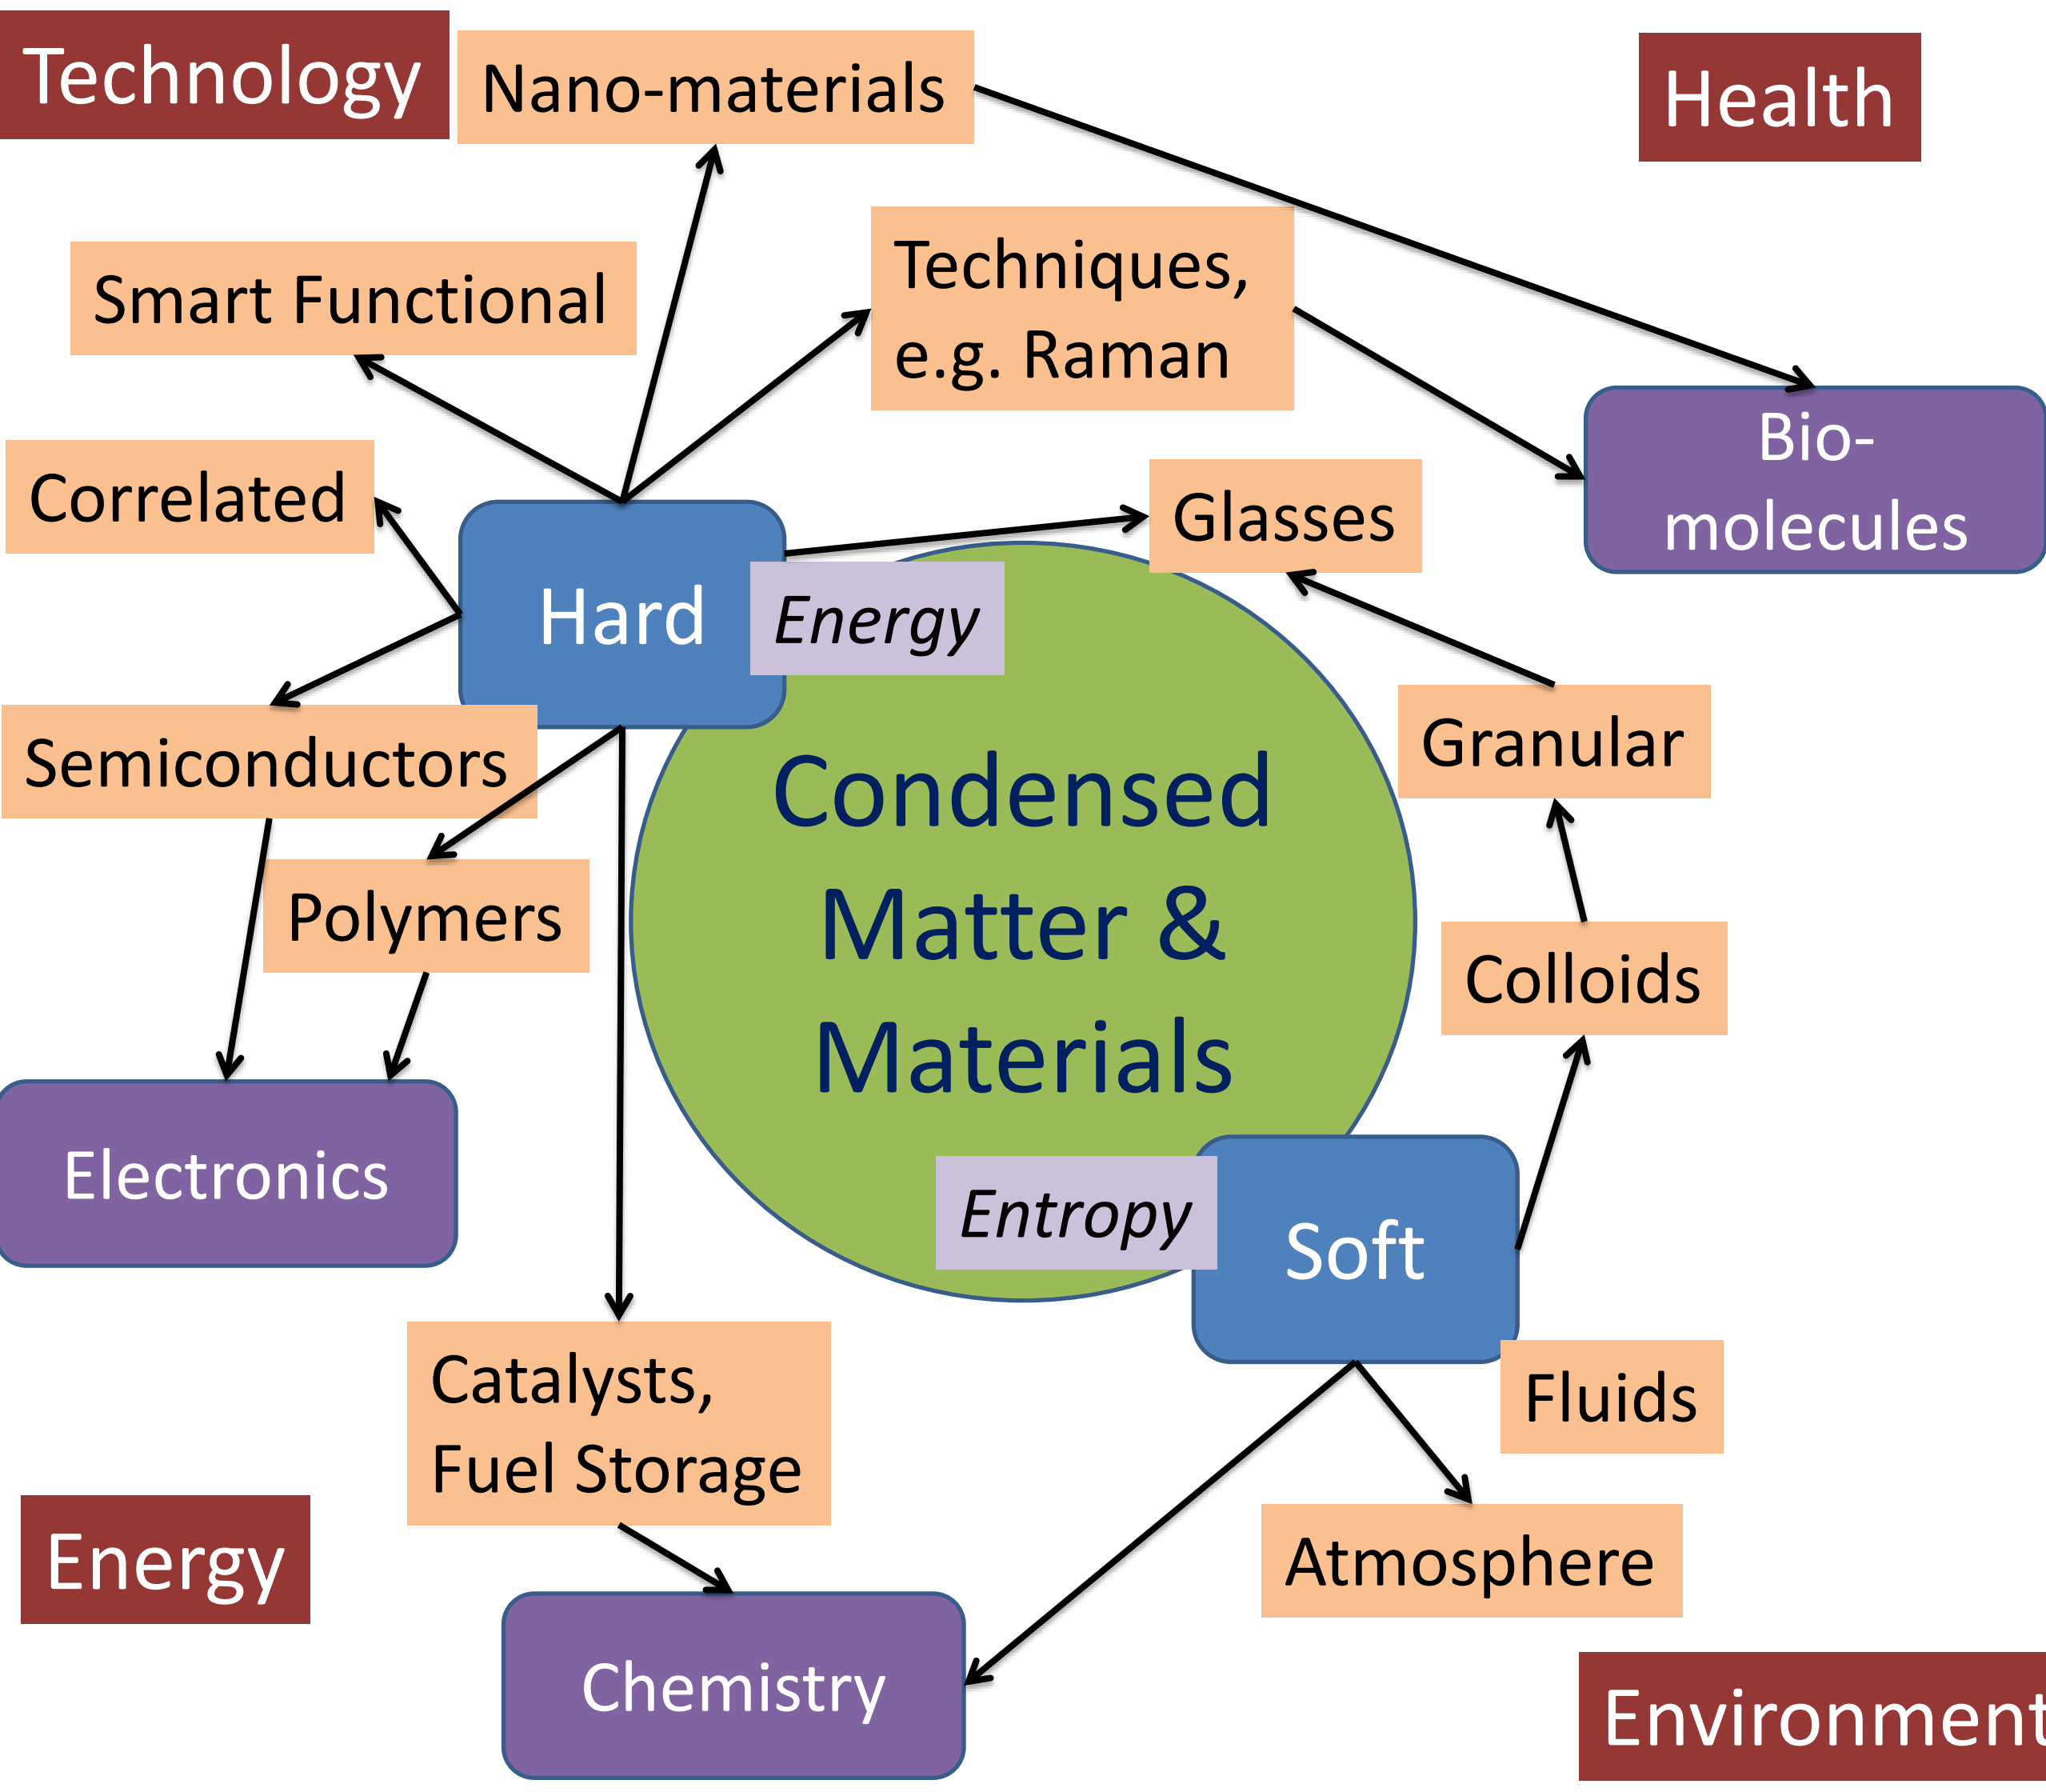 Technology
Nano-materials
Health
Smart Functional
Techniques,
e.g. Raman
Correlated
Bio-
molecules
Glasses
Hard
Energy
Semiconductors
Granular
Condensed
Matter &
Materials
Polymers
Colloids
Electronics
Entropy
Soft
Catalysts,
Fuel Storage
Fluids
Energy
Atmosphere
Chemistry
Environment